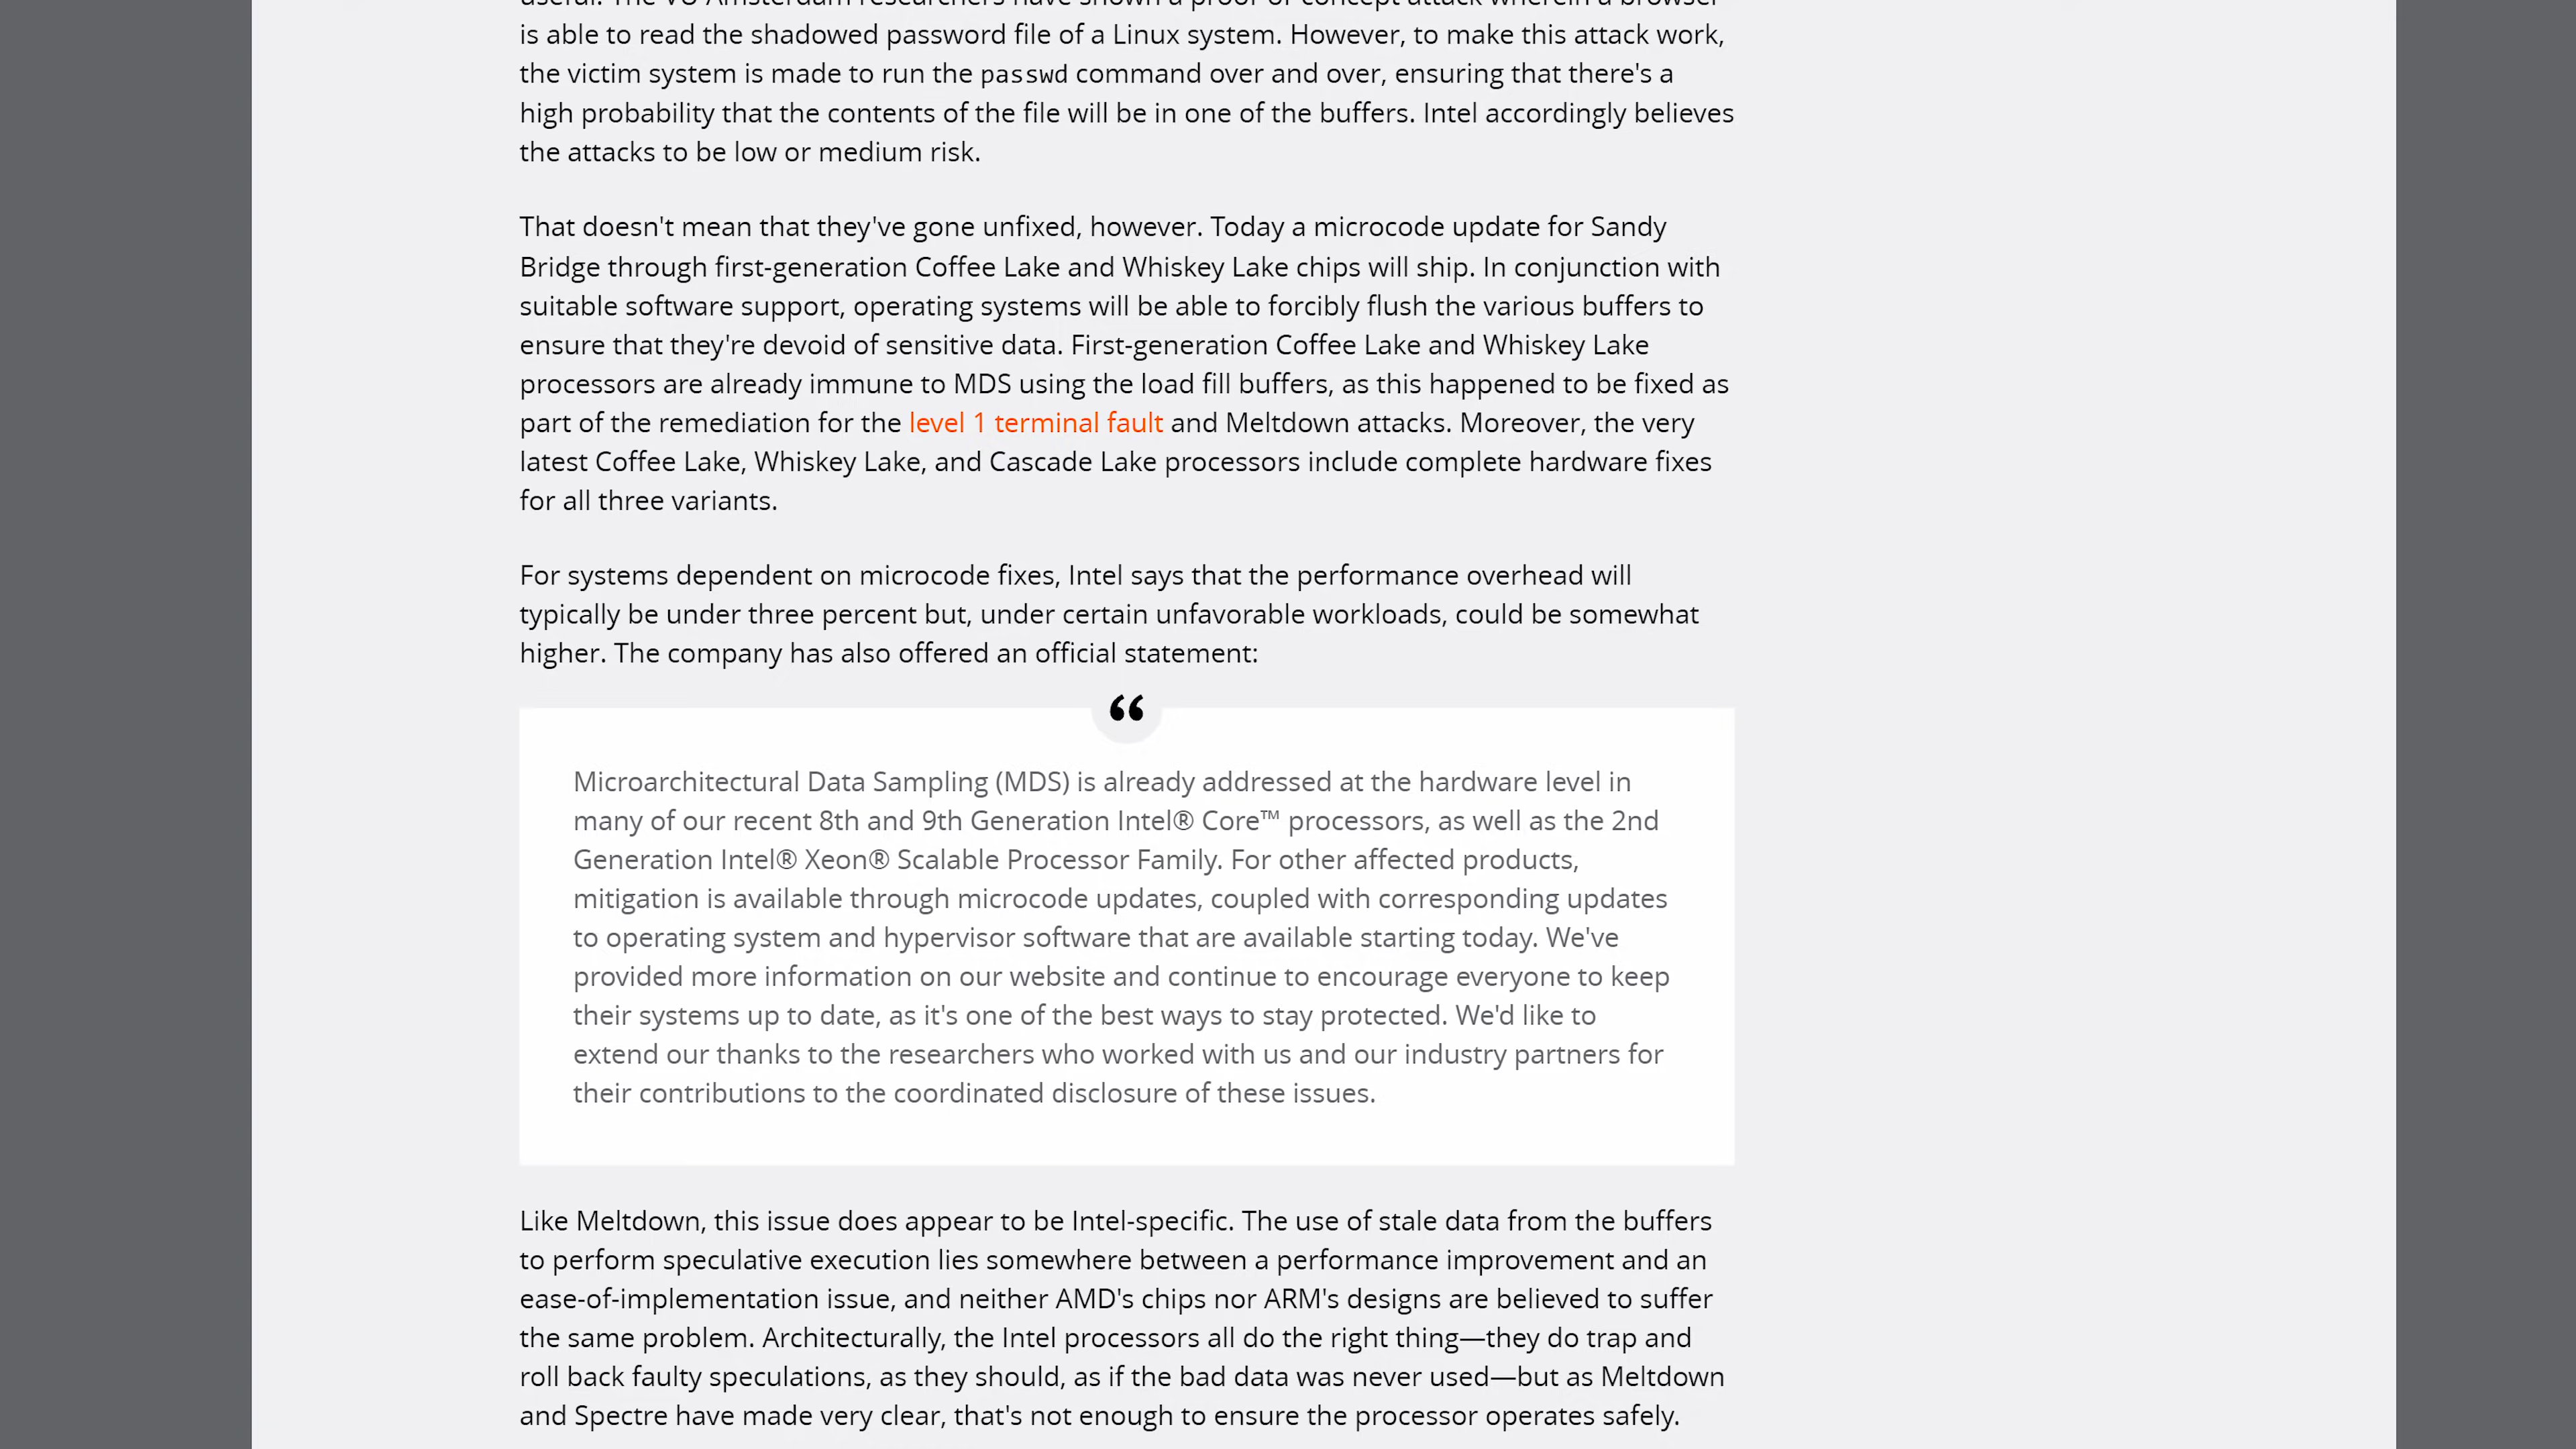 useful. The VU Amsterdam researchers have shown a proof of concept attack wherein a browser
is able to read the shadowed password file of a Linux system. However, to make this attack work,
the victim system is made to run the passwd command over and over, ensuring that there's a
high probability that the contents of the file will be in one of the buffers. Intel accordingly believes
the attacks to be low or medium risk.
That doesn't mean that they've gone unfixed, however. Today a microcode update for Sandy
Bridge through first-generation Coffee Lake and Whiskey Lake chips will ship. In conjunction with
suitable software support, operating systems will be able to forcibly flush the various buffers to
ensure that they're devoid of sensitive data. First-generation Coffee Lake and Whiskey Lake
processors are already immune to MDS using the load fill buffers, as this happened to be fixed as
part of the remediation for the level 1 terminal fault and Meltdown attacks. Moreover, the very
latest Coffee Lake, Whiskey Lake, and Cascade Lake processors include complete hardware fixes
for all three variants.
For systems dependent on microcode fixes, Intel says that the performance overhead will
typically be under three percent but, under certain unfavorable workloads, could be somewhat
higher. The company has also offered an official statement:
“
Microarchitectural Data Sampling (MDS) is already addressed at the hardware level in
many of our recent 8th and 9th Generation Intel® Core™ processors, as well as the 2nd
Generation Intel® Xeon® Scalable Processor Family. For other affected products,
mitigation is available through microcode updates, coupled with corresponding updates
to operating system and hypervisor software that are available starting today. We've
provided more information on our website and continue to encourage everyone to keep
their systems up to date, as it's one of the best ways to stay protected. We'd like to
extend our thanks to the researchers who worked with us and our industry partners for
their contributions to the coordinated disclosure of these issues.
Like Meltdown, this issue does appear to be Intel-specific. The use of stale data from the buffers
to perform speculative execution lies somewhere between a performance improvement and an
ease-of-implementation issue, and neither AMD's chips nor ARM's designs are believed to suffer
the same problem. Architecturally, the Intel processors all do the right thing—they do trap and
roll back faulty speculations, as they should, as if the bad data was never used—but as Meltdown
and Spectre have made very clear, that's not enough to ensure the processor operates safely.